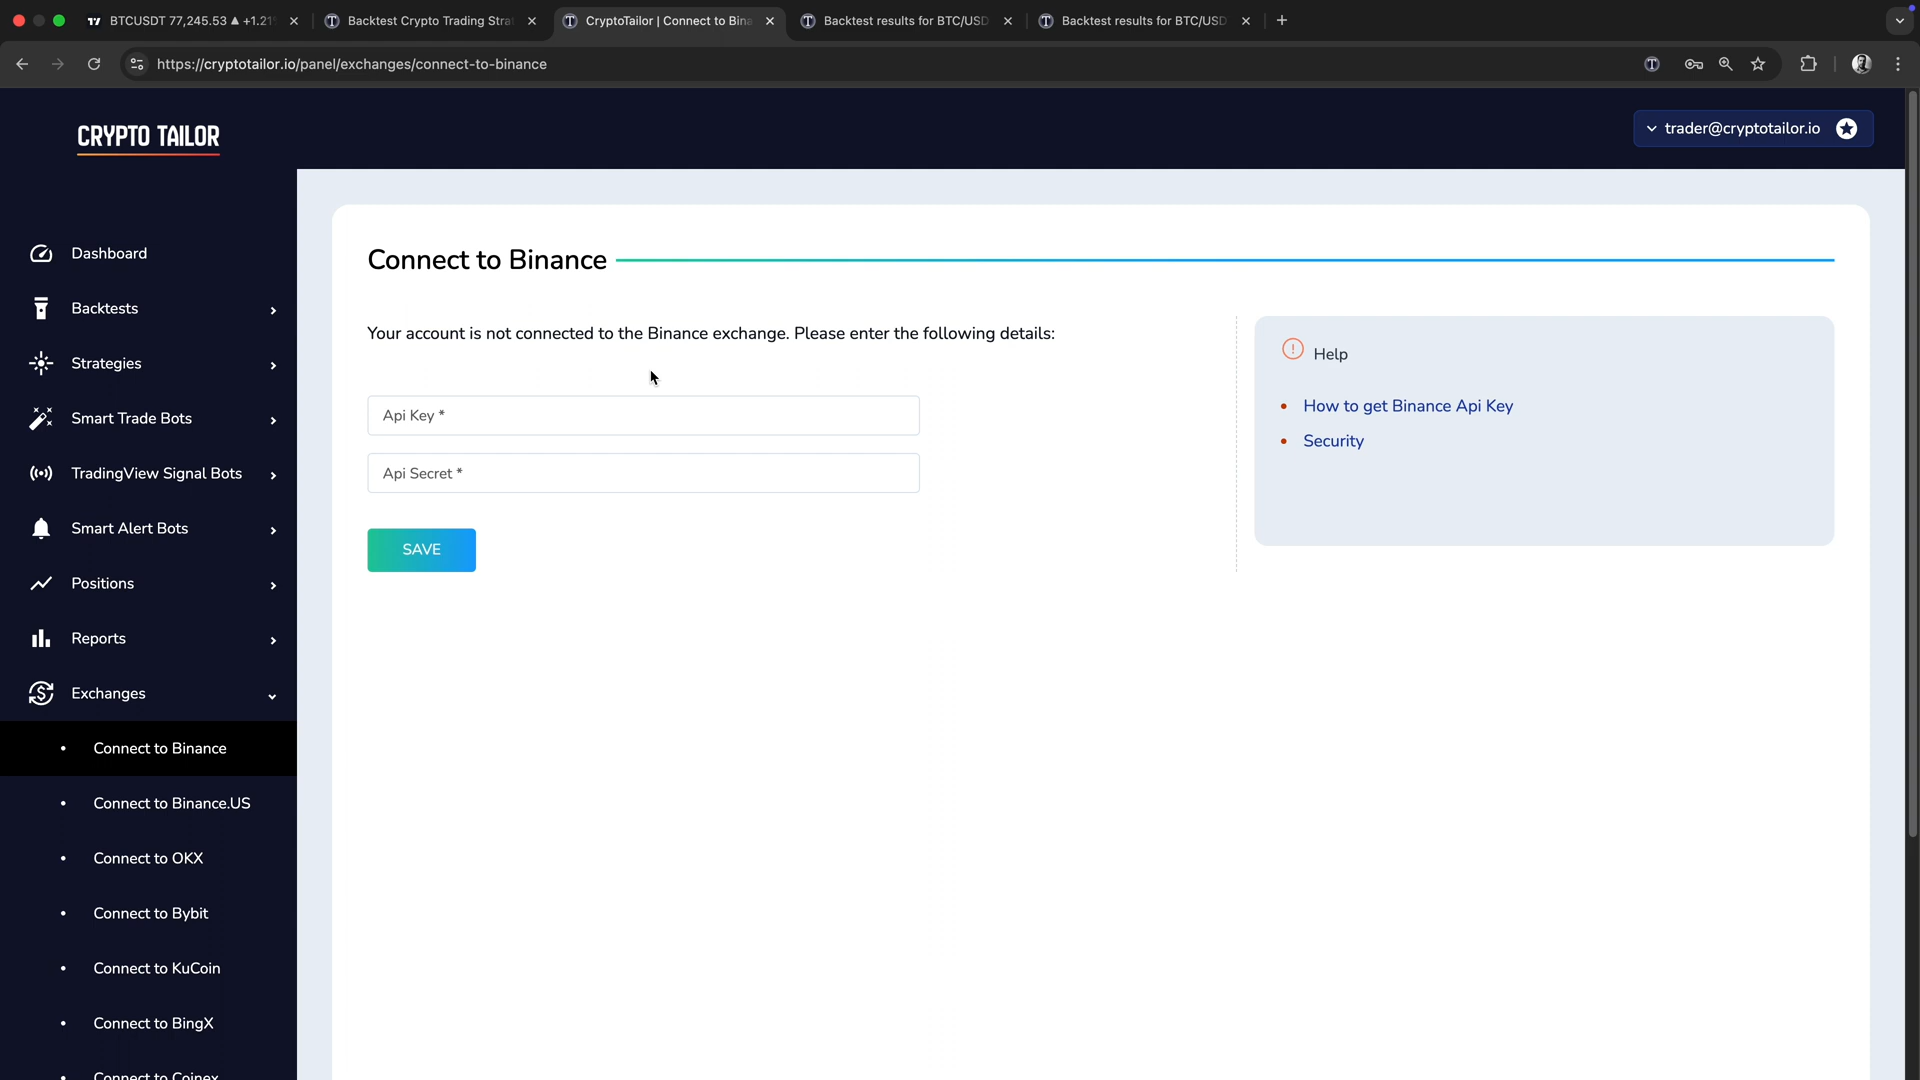 BTCUSDT 77,245.53 ▲ +1.21
Backtest Crypto Trading Stra
CryptoTailor | Connect to Bina
Backtest results for BTC/USD
Backtest results for BTC/USD
https://cryptotailor.io/panel/exchanges/connect-to-binance
CRYPTO TAILOR
trader@cryptotailor.io
Dashboard
Backtests
Strategies
Smart Trade Bots
TradingView Signal Bots
Smart Alert Bots
Positions
Reports
Exchanges
Connect to Binance
Connect to Binance.US
Connect to OKX
Connect to Bybit
Connect to KuCoin
Connect to BingX
Connect to Coinex
Connect to Binance
Your account is not connected to the Binance exchange. Please enter the following details:
Api Key *
Api Secret *
SAVE
Help
How to get Binance Api Key
Security